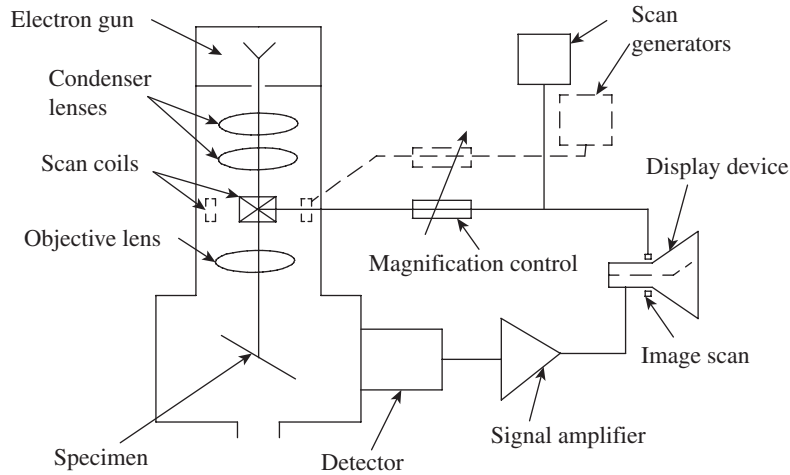 Electron gun
Scan
generators
Condenser
lenses
Scan coils
Display device
Objective lens
Magnification control
Image scan
Signal amplifier
Specimen
Detector